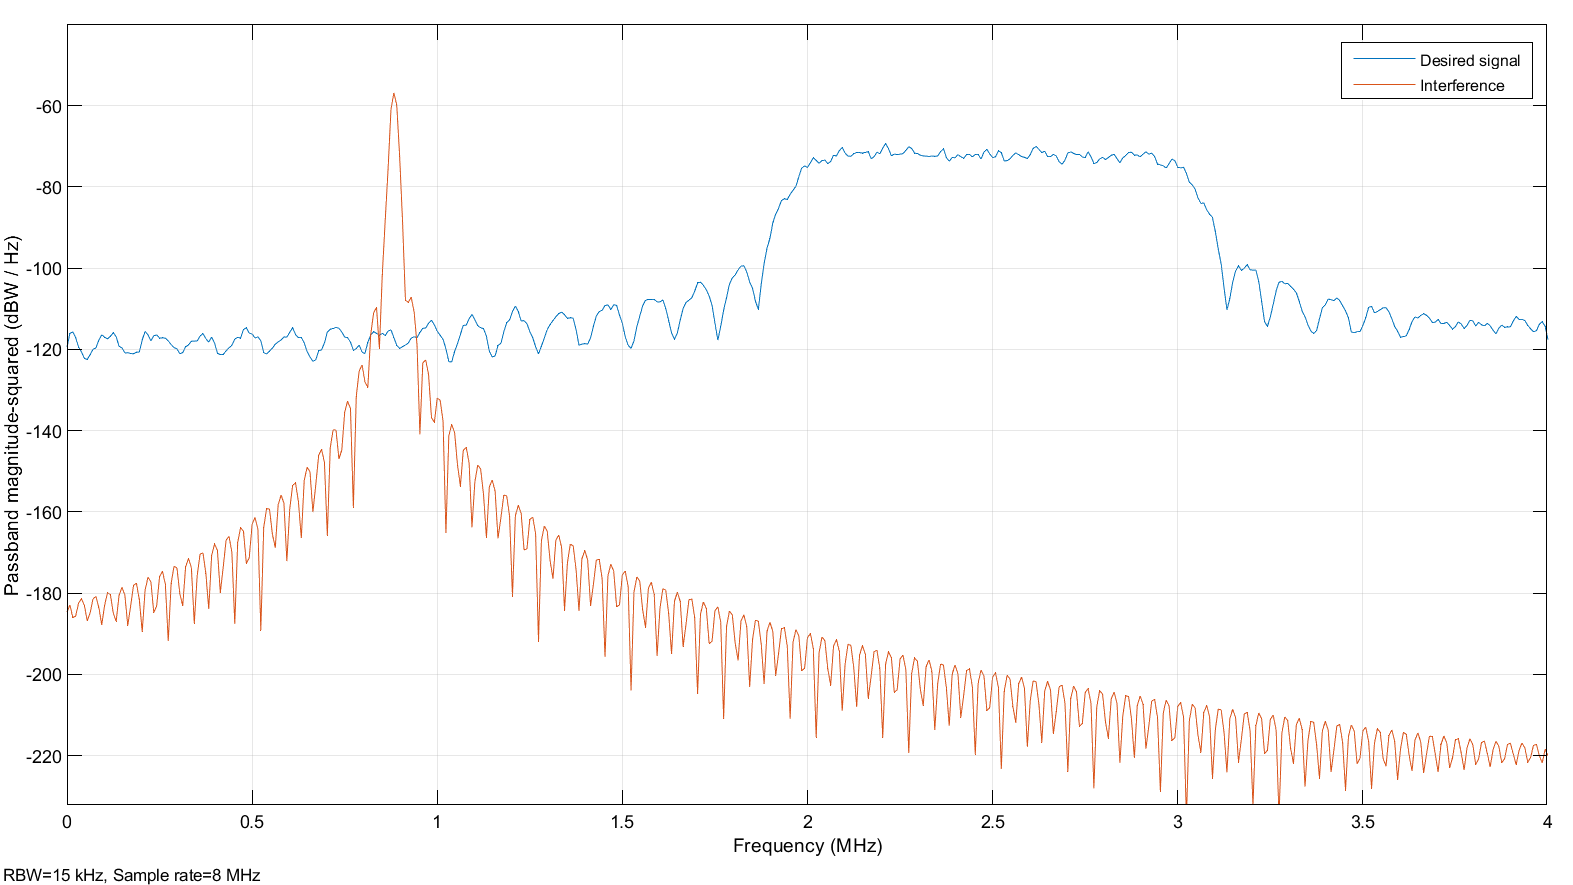 Desired signal
Interference
Passband magnitude-squared (dBW / Hz)
-60
-80
-100
-120
-140
-160
-180
-200
-220
0 0.5 1 1.5 2 2.5 3 3.5 4
Frequency (MHz)
RBW=15 kHz, Sample rate=8 MHz